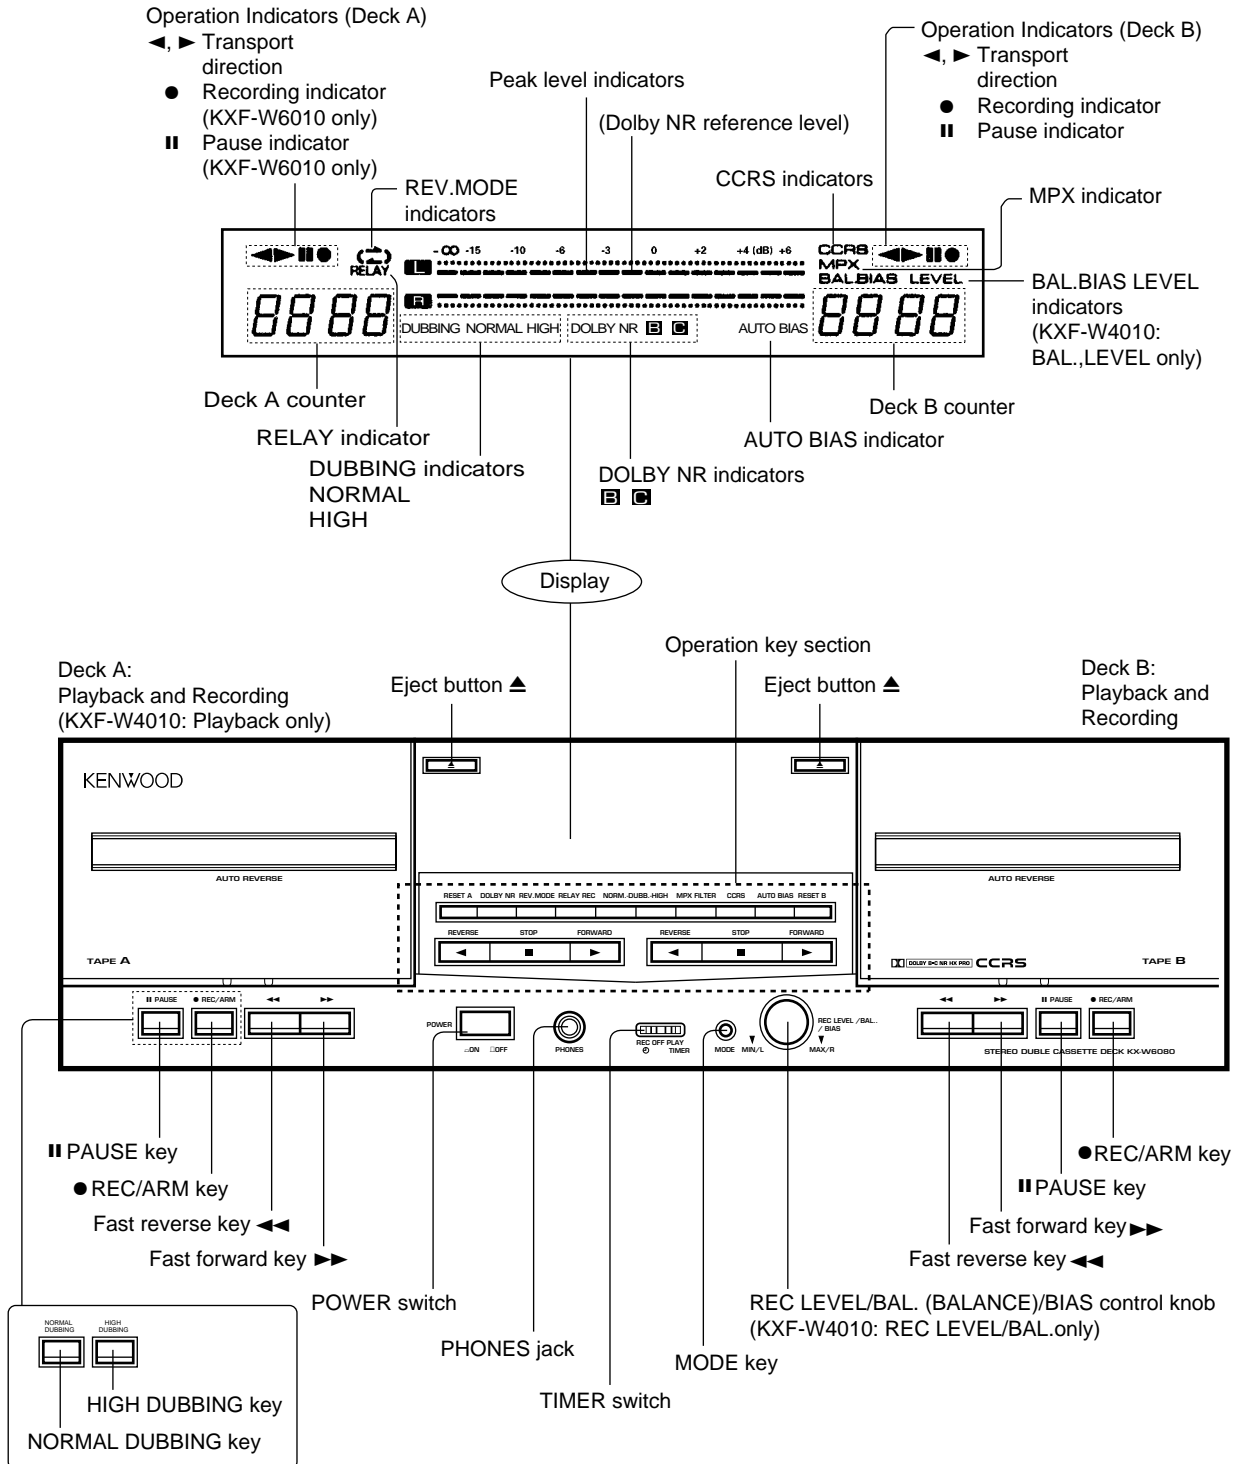 Operation Indicators (Deck A)
◄, ► Transport
direction
● Recording indicator
(KXF-W6010 only)
II Pause indicator
(KXF-W6010 only)
REV.MODE
indicators
Peak level indicators
(Dolby NR reference level)
CCRS indicators
Operation Indicators (Deck B)
◄, ► Transport
direction
● Recording indicator
II Pause indicator
MPX indicator
BAL.BIAS LEVEL
indicators
(KXF-W4010:
BAL.,LEVEL only)
◄►II●
RELAY
-∞ -15 -10 -6 -3 0 +2 +4 (dB) +6
L
R
CCRS
MPX
BAL.BIAS LEVEL
◄►II●
88 88
DUBBING NORMAL HIGH
DOLBY NR B C
AUTO BIAS
88 88
Deck A counter
RELAY indicator
DUBBING indicators
NORMAL
HIGH
DOLBY NR indicators
B C
AUTO BIAS indicator
Deck B counter
Display
Operation key section
Deck A:
Playback and Recording
(KXF-W4010: Playback only)
Eject button ≜
Eject button ≜
Deck B:
Playback and
Recording
KENWOOD
AUTO REVERSE
AUTO REVERSE
RESET A DOLBY NR REV.MODE RELAY REC NORM.-DUBB.-HIGH MPX FILTER CCRS AUTO BIAS RESET B
REVERSE STOP FORWARD
REVERSE STOP FORWARD
◄ ■ ►
◄ ■ ►
TAPE A
DOLBY B•C NR HX PRO CCRS
TAPE B
II PAUSE
● REC/ARM
◄◄
►►
POWER
ON OFF
PHONES
REC OFF PLAY
TIMER
MODE
MIN/L
MAX/R
REC LEVEL /BAL..
/ BIAS
◄◄
►►
II PAUSE
● REC/ARM
STEREO DUBLE CASSETTE DECK KX-W6080
II PAUSE key
● REC/ARM key
Fast reverse key ◄◄
Fast forward key ►►
POWER switch
PHONES jack
TIMER switch
MODE key
REC LEVEL/BAL. (BALANCE)/BIAS control knob
(KXF-W4010: REC LEVEL/BAL.only)
●REC/ARM key
II PAUSE key
Fast forward key ►►
Fast reverse key ◄◄
NORMAL
DUBBING
HIGH
DUBBING
HIGH DUBBING key
NORMAL DUBBING key